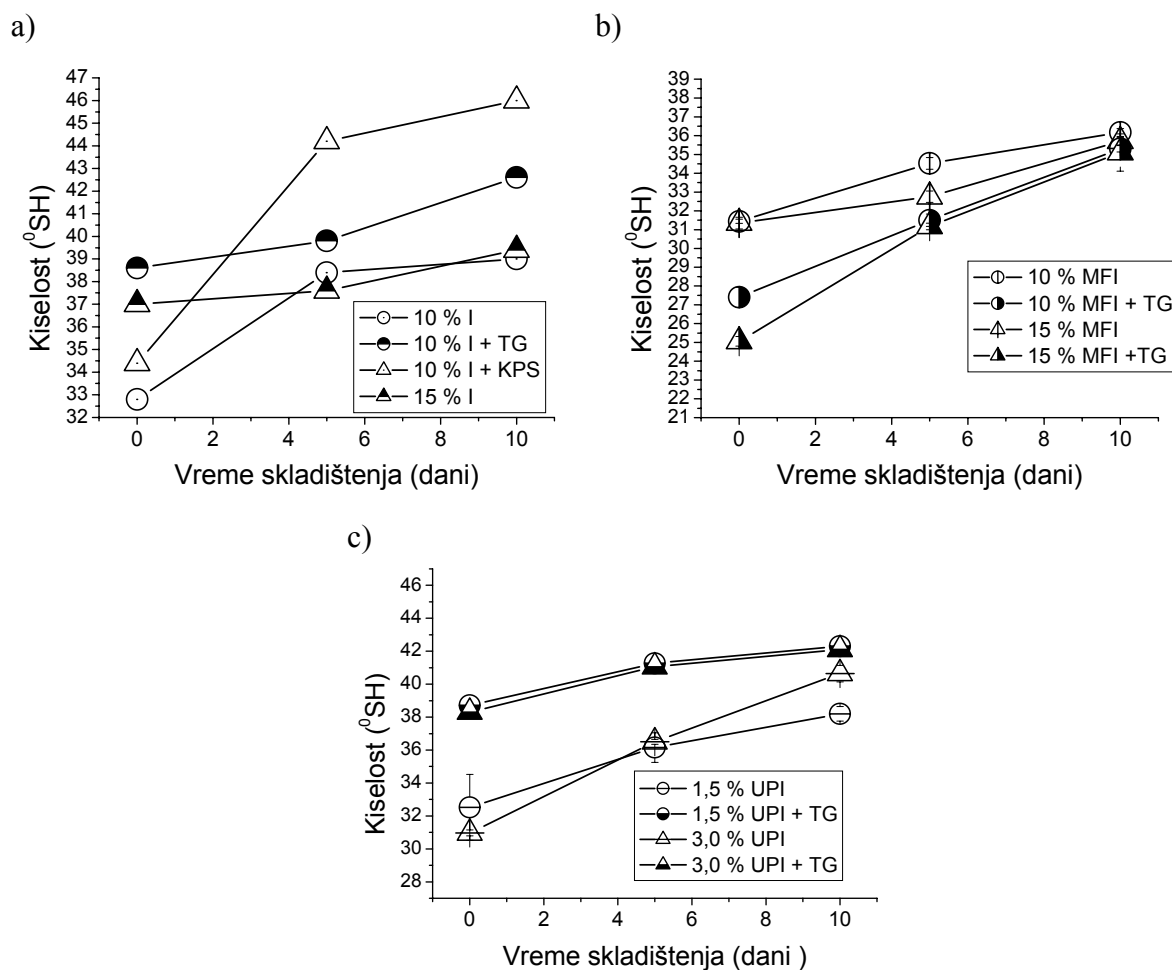 a)
47
46
45
44
43
42
41
40
39
38
37
36
35
34
33
32
Kiselost (⁰SH)
0 2 4 6 8 10
Vreme skladištenja (dani)
10 % I
10 % I + TG
10 % I + KPS
15 % I
b)
39
38
37
36
35
34
33
32
31
30
29
28
27
26
25
24
23
22
21
Kiselost (⁰SH)
0 2 4 6 8 10
Vreme skladištenja (dani)
10 % MFI
10 % MFI + TG
15 % MFI
15 % MFI +TG
c)
46
44
42
40
38
36
34
32
30
28
Kiselost (⁰SH)
0 2 4 6 8 10
Vreme skladištenja (dani )
1,5 % UPI
1,5 % UPI + TG
3,0 % UPI
3,0 % UPI + TG